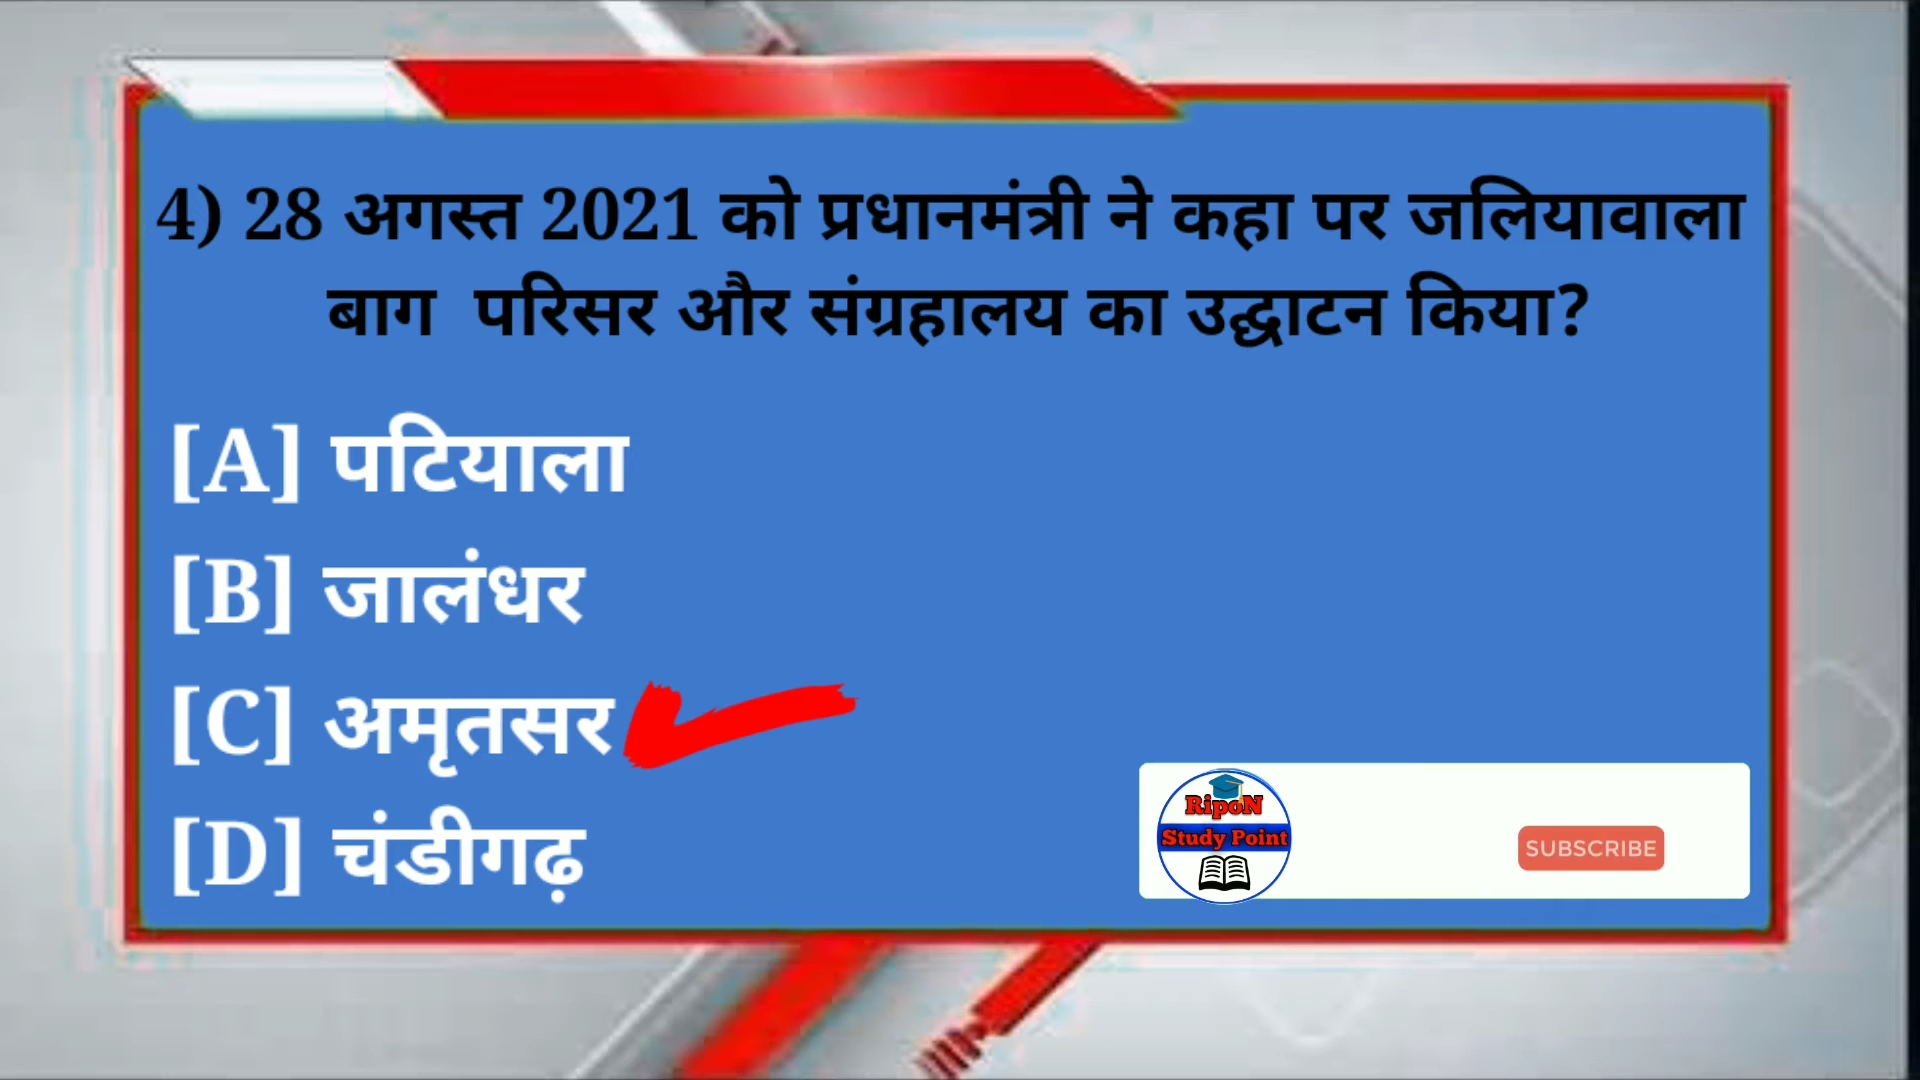 4) 28 अगस्त 2021 को प्रधानमंत्री ने कहा पर जलियावाला
बाग परिसर और संग्रहालय का उद्घाटन किया?
[A] पटियाला
[B] जालंधर
[C] अमृतसर
[D] चंडीगढ़
RipoN
Study Point
SUBSCRIBE